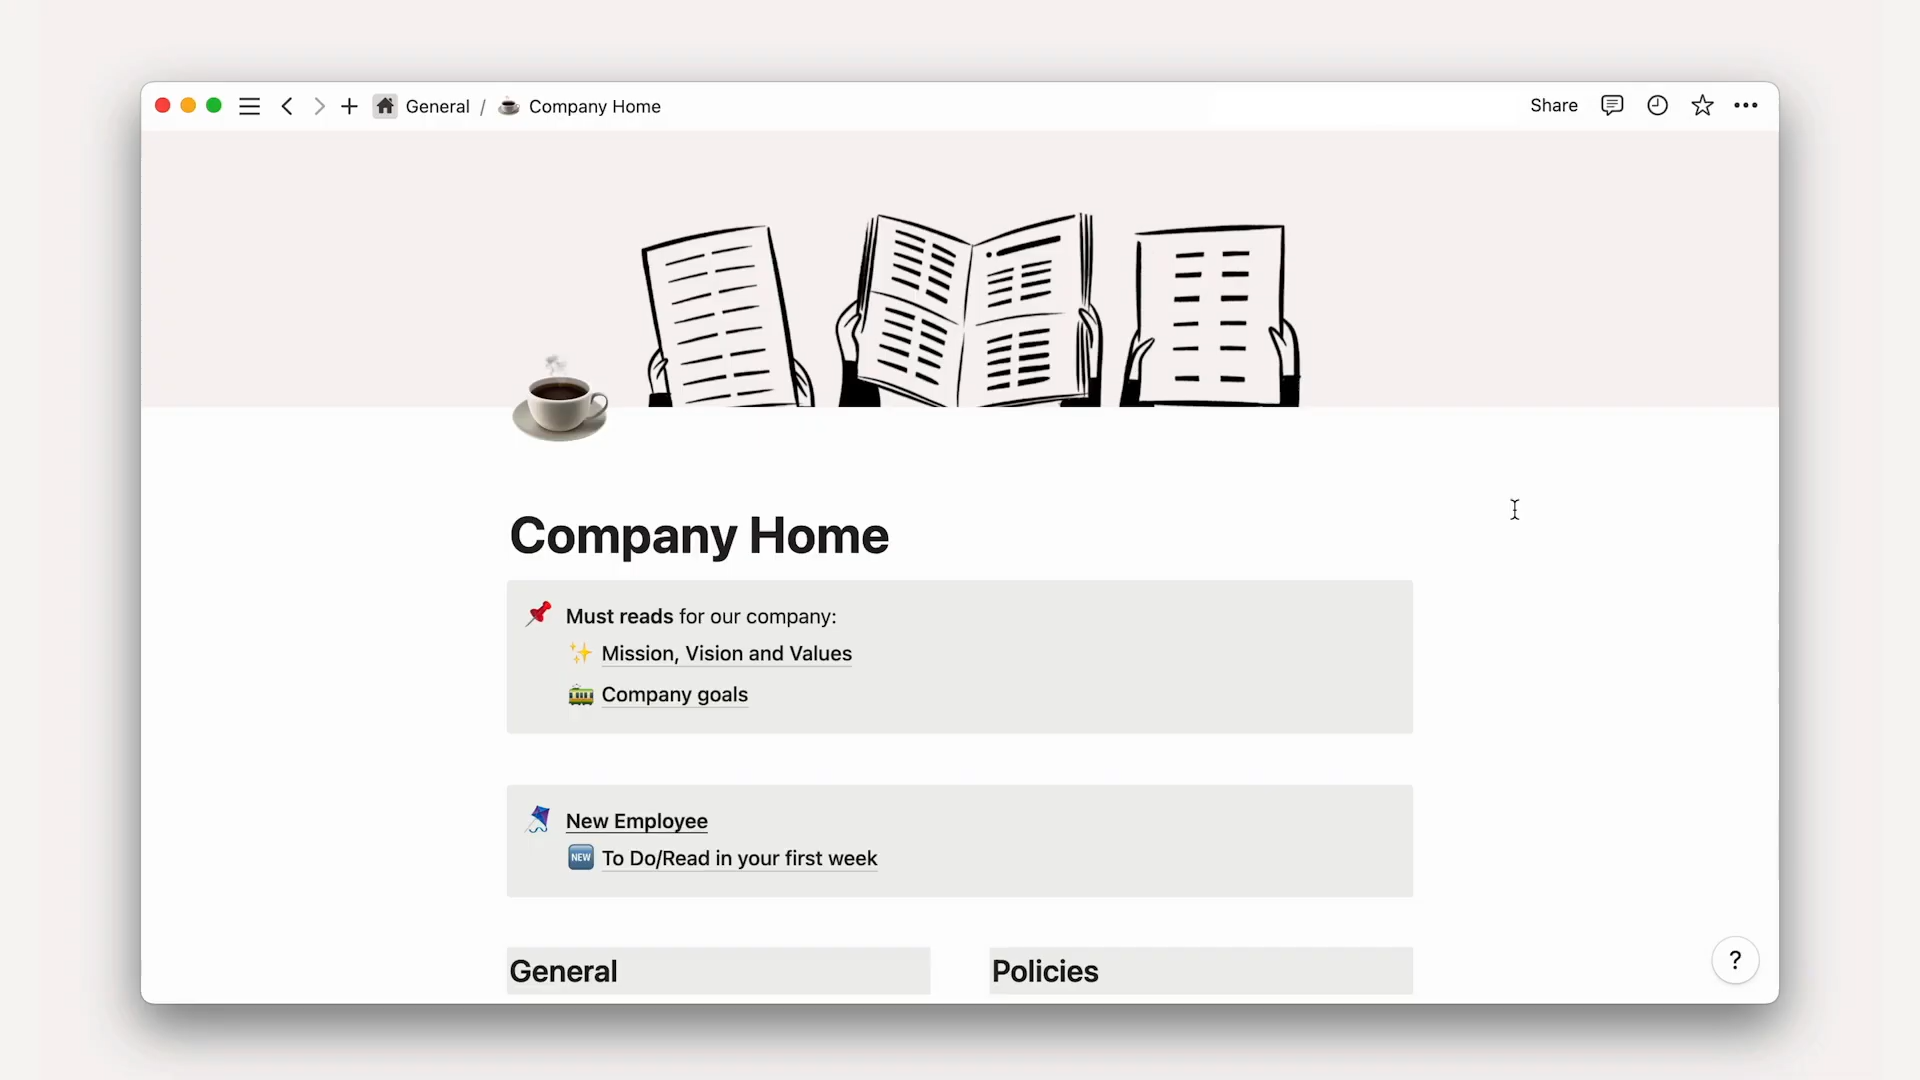 General / Company Home
Share
Company Home
Must reads for our company:
Mission, Vision and Values
Company goals
New Employee
NEW To Do/Read in your first week
General
Policies
?